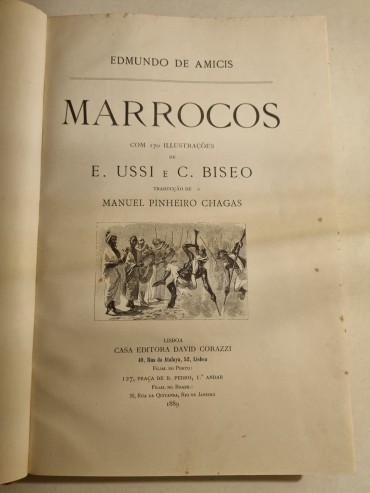 EDMUNDO DE AMICIS
MARROCOS
COM 170 ILLUSTRAÇÕES
DE
E. USSI E C. BISEO
TRADUCÇÃO DE
MANUEL PINHEIRO CHAGAS
LISBOA
CASA EDITORA DAVID CORAZZI
40, Rua da Atalaya, 52, Lisboa
FILIAL NO PORTO:
127, PRAÇA DE D. PEDRO, 1.º ANDAR
FILIAL NO BRAZIL:
38, RUA DA QUITANDA, RIO DE JANEIRO
1889